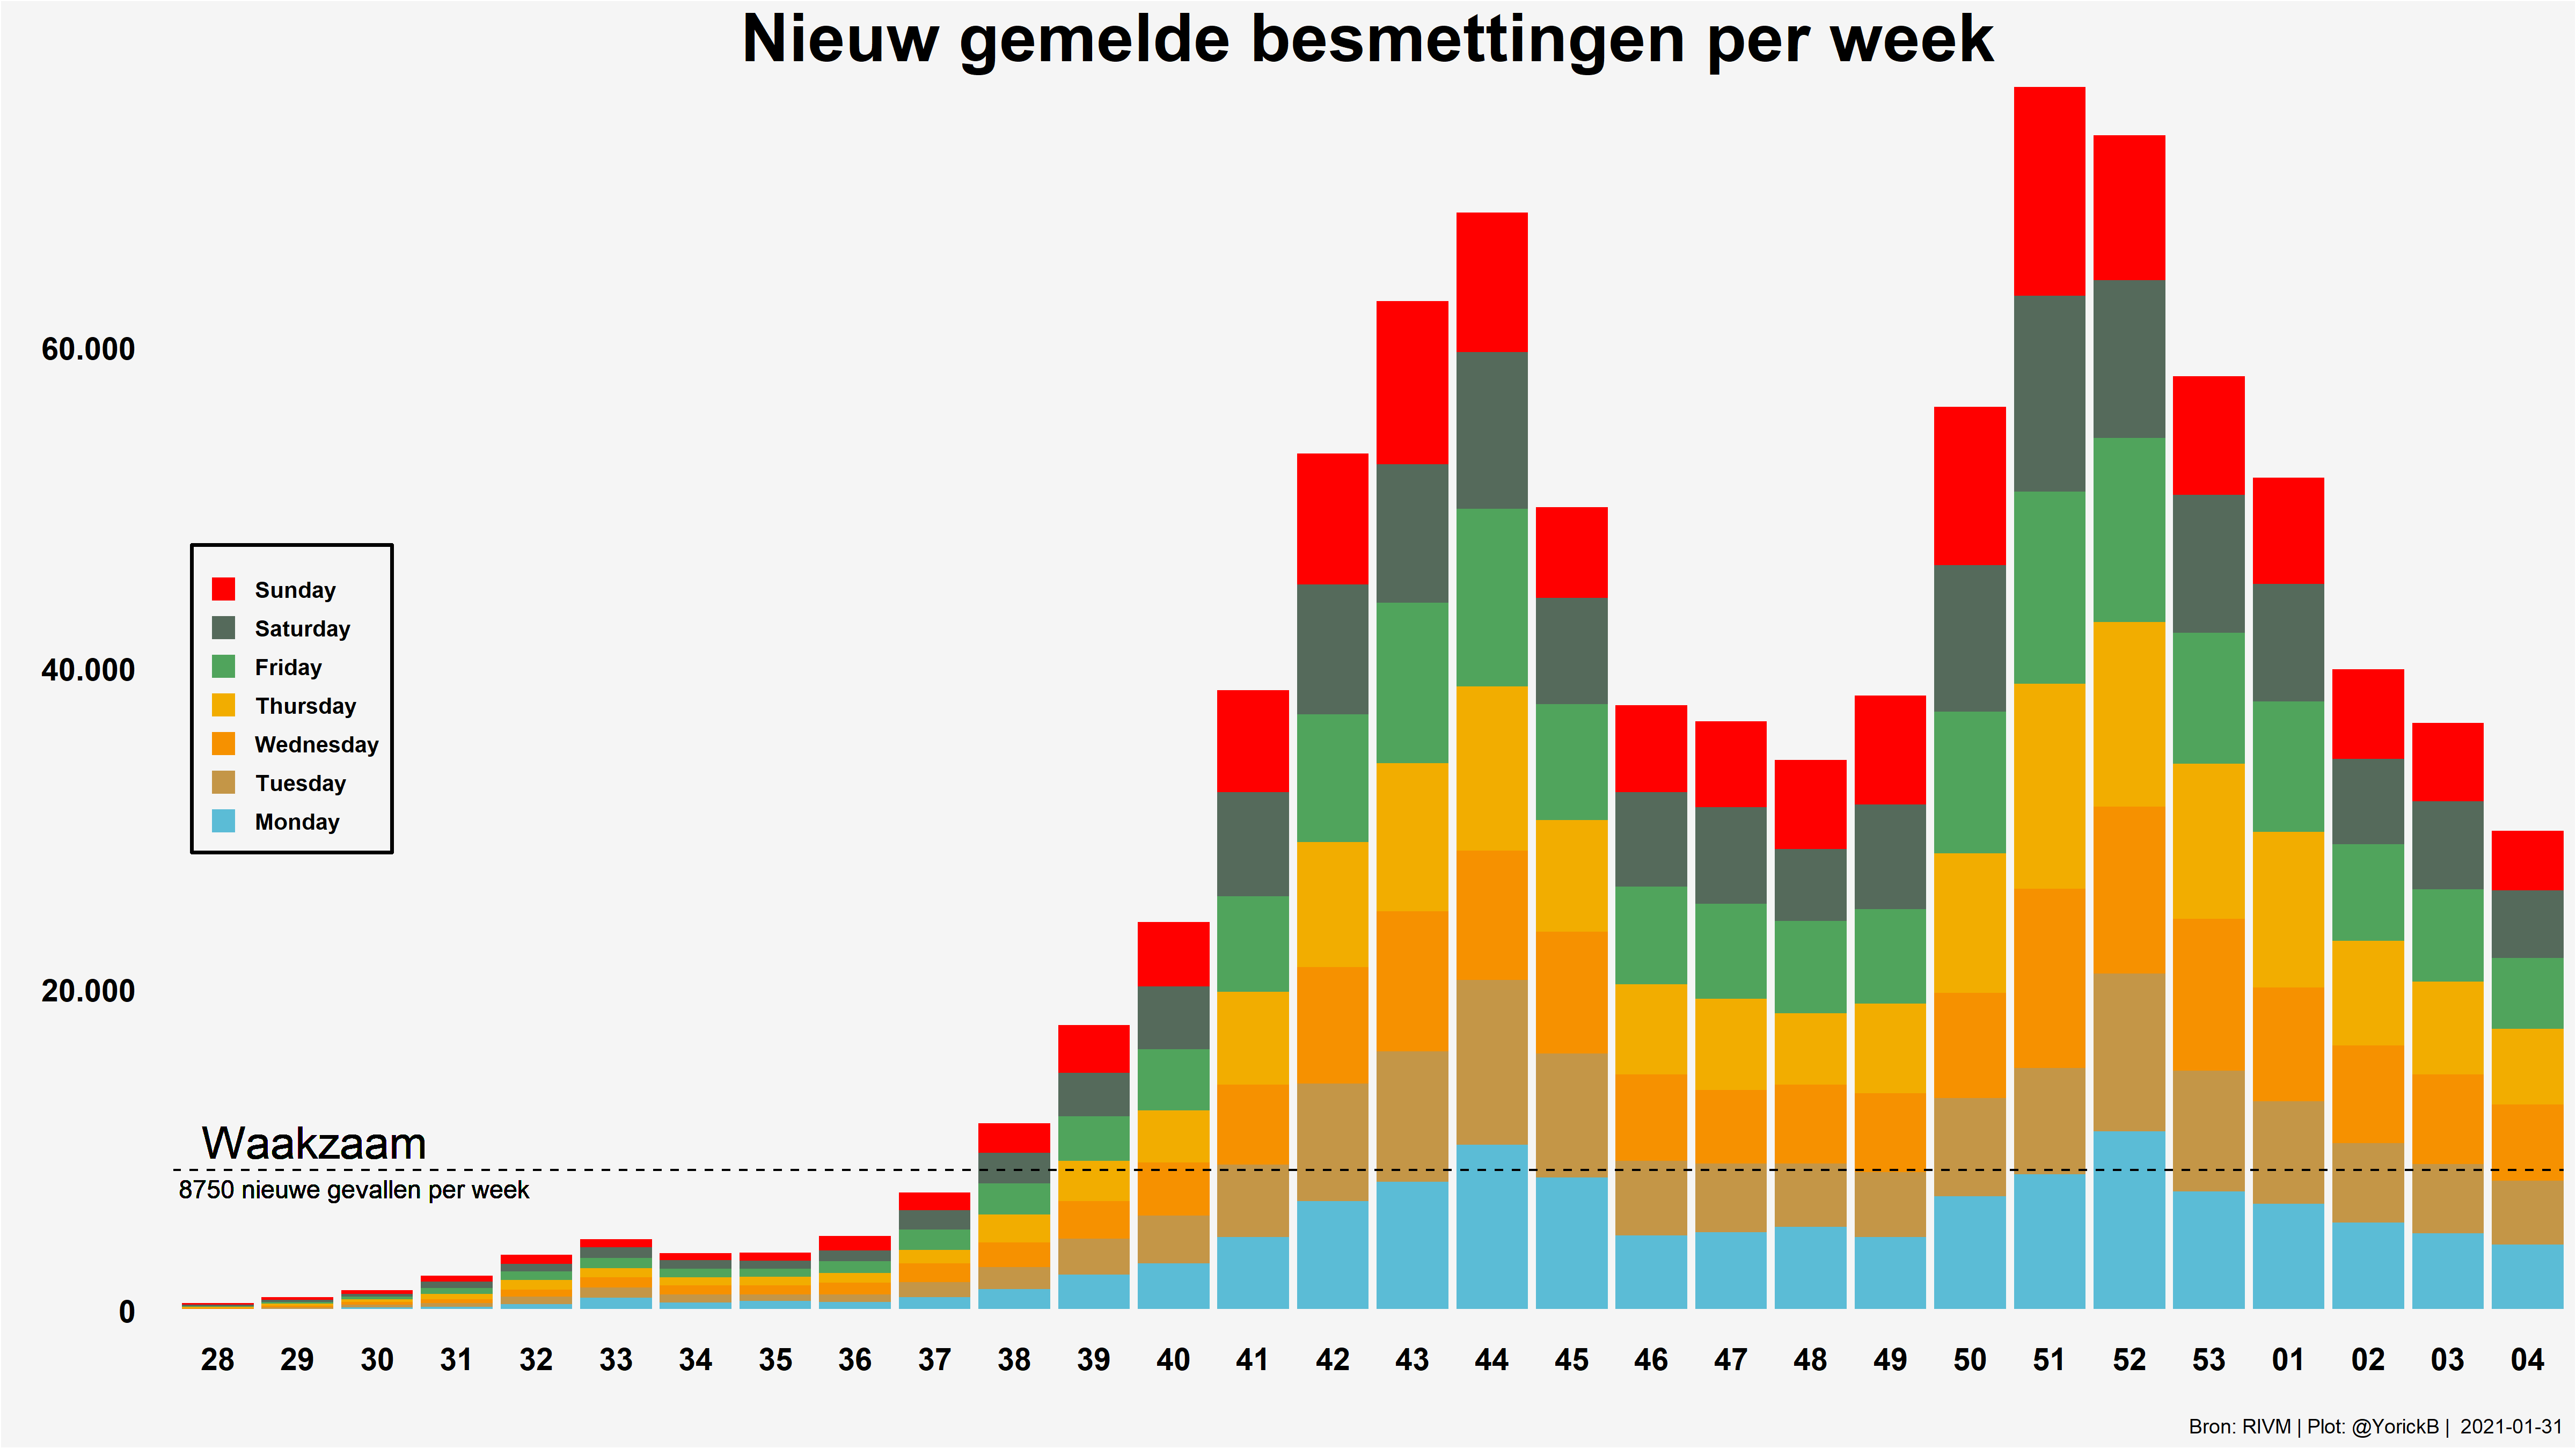 Nieuw gemelde besmettingen per week
60.000
40.000
20.000
0
Sunday
Saturday
Friday
Thursday
Wednesday
Tuesday
Monday
Waakzaam
8750 nieuwe gevallen per week
28 29 30 31 32 33 34 35 36 37 38 39 40 41 42 43 44 45 46 47 48 49 50 51 52 53 01 02 03 04
Bron: RIVM | Plot: @YorickB | 2021-01-31